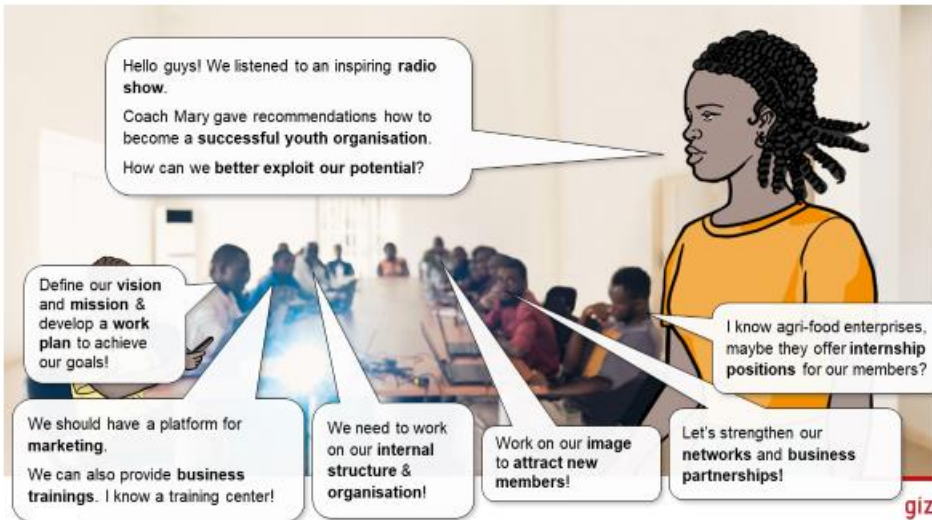 Hello guys! We listened to an inspiring radio
show.
Coach Mary gave recommendations how to
become a successful youth organisation.
How can we better exploit our potential?
Define our vision
and mission &
develop a work
plan to achieve
our goals!
We should have a platform for
marketing.
We can also provide business
trainings. I know a training center!
We need to work
on our internal
structure &
organisation!
Work on our image
to attract new
members!
Let's strengthen our
networks and business
partnerships!
I know agri-food enterprises,
maybe they offer internship
positions for our members?
giz